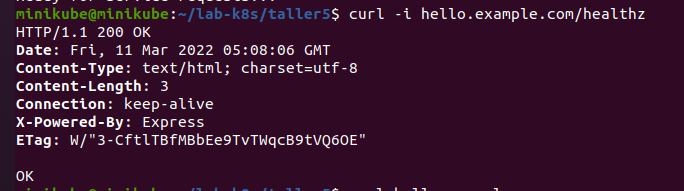 minikube@minikube:~/lab-k8s/taller5$ curl -i hello.example.com/healthz
HTTP/1.1 200 OK
Date: Fri, 11 Mar 2022 05:08:06 GMT
Content-Type: text/html; charset=utf-8
Content-Length: 3
Connection: keep-alive
X-Powered-By: Express
ETag: W/"3-CftlTBfMBbEe9TvTWqcB9tVQ6OE"

OK